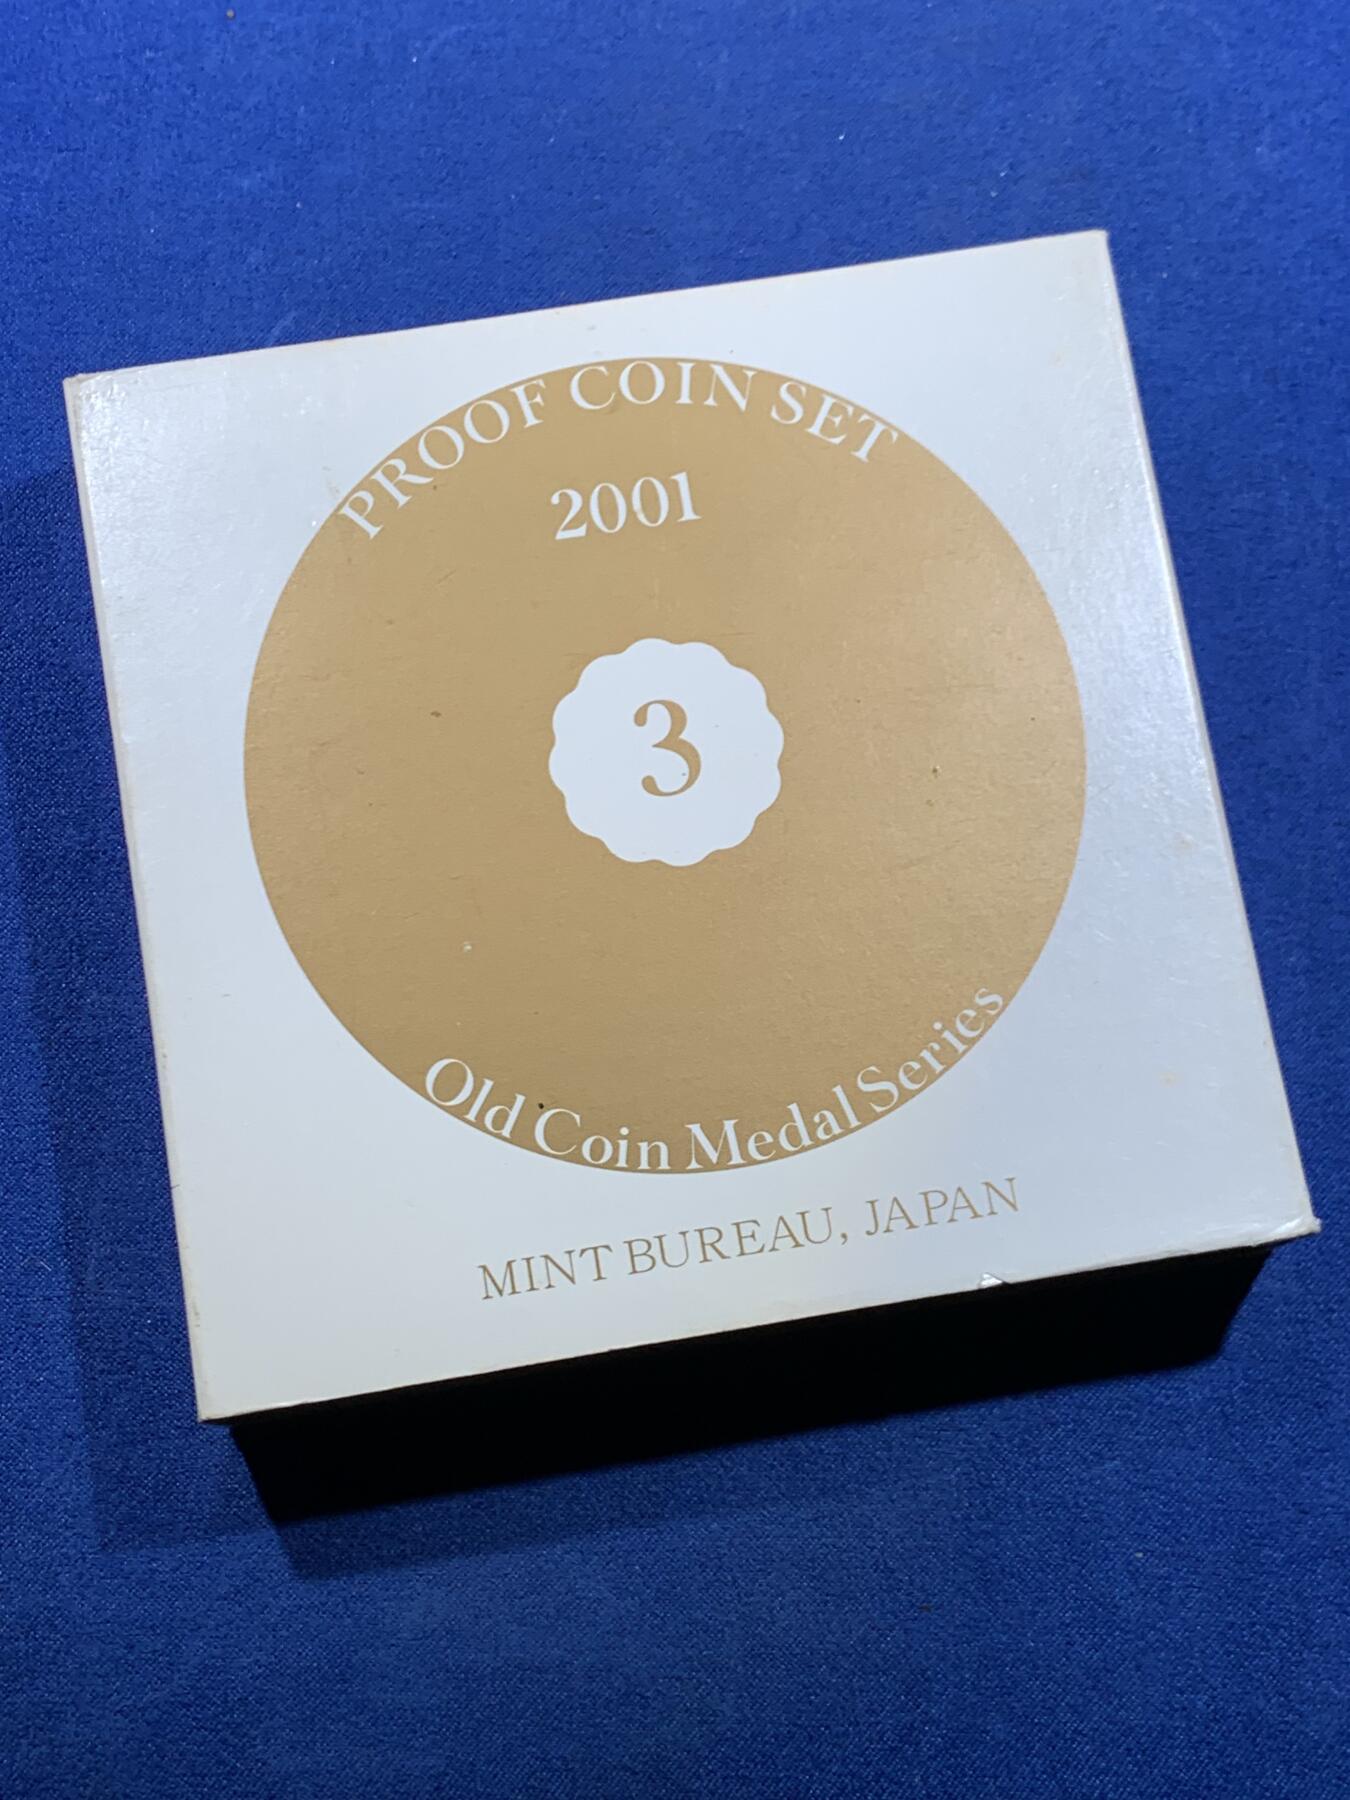 PROOF COIN SET
2001
3
Old Coin Medal Series
MINT BUREAU, JAPAN